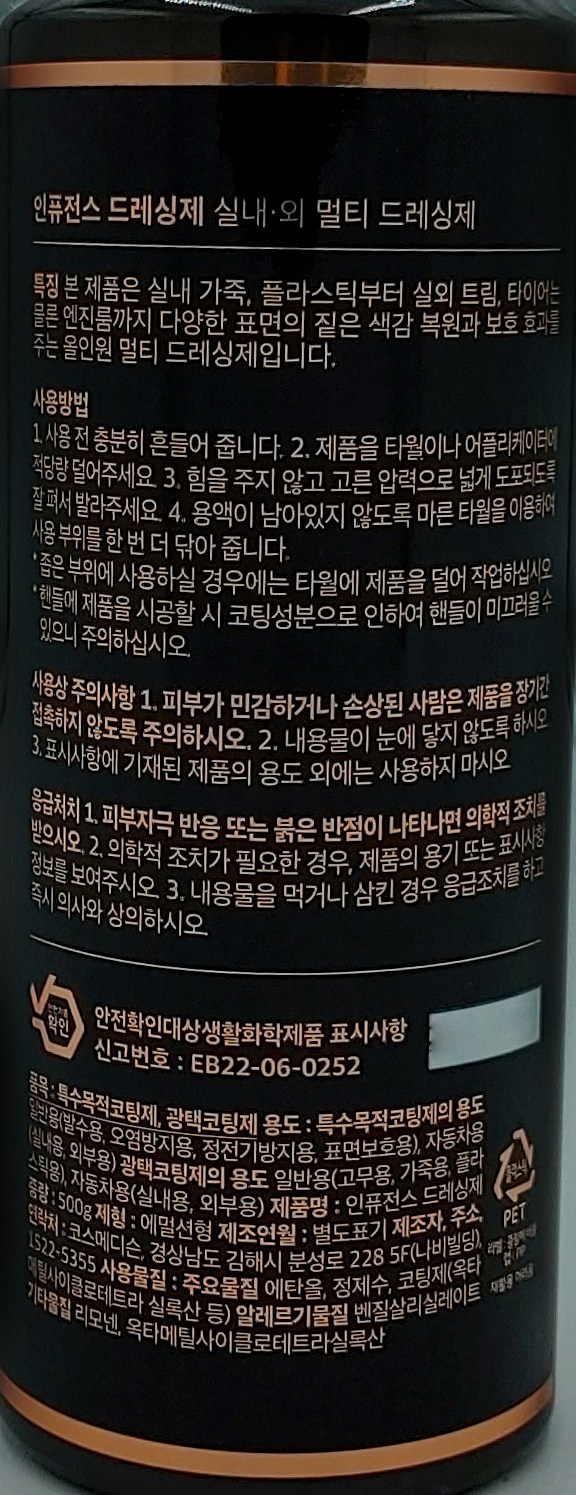 인퓨전스 드레싱제 실내·외 멀티 드레싱제
특징 본 제품은 실내 가죽, 플라스틱부터 실외 트림, 타이어는
물론 엔진룸까지 다양한 표면의 짙은 색감 복원과 보호 효과를
주는 올인원 멀티 드레싱제입니다.
사용방법
1. 사용 전 충분히 흔들어 줍니다. 2. 제품을 타월이나 어플리케이터에
적당량 덜어주세요. 3. 힘을 주지 않고 고른 압력으로 넓게 도포되도록
잘 펴서 발라주세요. 4. 용액이 남아있지 않도록 마른 타월을 이용하여
사용 부위를 한 번 더 닦아 줍니다.
*좁은 부위에 사용하실 경우에는 타월에 제품을 덜어 작업하십시오
*핸들에 제품을 시공할 시 코팅성분으로 인하여 핸들이 미끄러울 수
있으니 주의하십시오.
사용상 주의사항 1. 피부가 민감하거나 손상된 사람은 제품을 장기간
접촉하지 않도록 주의하시오. 2. 내용물이 눈에 닿지 않도록 하시오.
3. 표시사항에 기재된 제품의 용도 외에는 사용하지 마시오
응급처치 1. 피부자극 반응 또는 붉은 반점이 나타나면 의학적 조치를
받으시오. 2. 의학적 조치가 필요한 경우, 제품의 용기 또는 표시사항
정보를 보여주시오. 3. 내용물을 먹거나 삼킨 경우 응급조치를 하고
즉시 의사와 상의하시오.
확인
안전확인대상생활화학제품 표시사항
신고번호 : EB22-06-0252
품목 : 특수목적코팅제, 광택코팅제 용도 : 특수목적코팅제의 용도
일반용(발수용, 오염방지용, 정전기방지용, 표면보호용), 자동차용
(실내용, 외부용) 광택코팅제의 용도 일반용(고무용, 가죽용, 플라
스틱용), 자동차용(실내용, 외부용) 제품명 : 인퓨전스 드레싱제
중량 : 500g 제형 : 에멀션형 제조연월 : 별도표기 제조자, 주소,
연락처 : 코스메디슨, 경상남도 김해시 분성로 228 5F(나비빌딩),
1522-5355 사용물질 : 주요물질 에탄올, 정제수, 코팅제(옥타
메틸사이클로테트라 실록산 등) 알레르기물질 벤질살리실레이트
기타물질 리모넨, 옥타메틸사이클로테트라실록산
플라스틱
PET